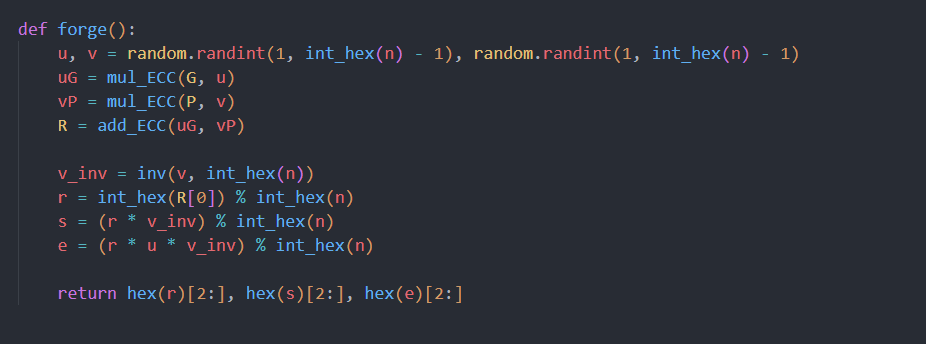 def forge():
    u, v = random.randint(1, int_hex(n) - 1), random.randint(1, int_hex(n) - 1)
    uG = mul_ECC(G, u)
    vP = mul_ECC(P, v)
    R = add_ECC(uG, vP)

    v_inv = inv(v, int_hex(n))
    r = int_hex(R[0]) % int_hex(n)
    s = (r * v_inv) % int_hex(n)
    e = (r * u * v_inv) % int_hex(n)

    return hex(r)[2:], hex(s)[2:], hex(e)[2:]